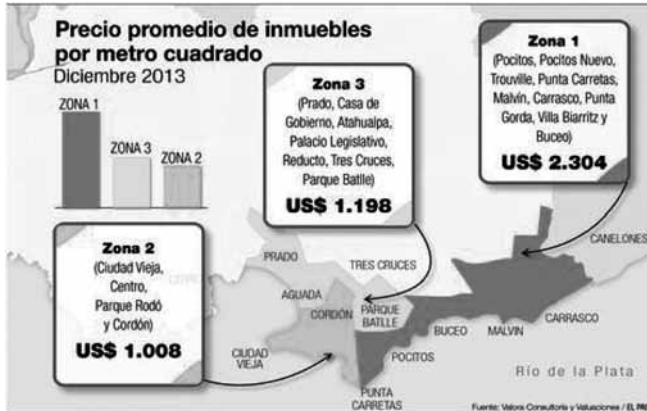 Precio promedio de inmuebles
por metro cuadrado
Diciembre 2013
ZONA 1
ZONA 3
ZONA 2
Zona 3
(Prado, Casa de
Gobierno, Atahualpa,
Palacio Legislativo,
Reducto, Tres Cruces,
Parque Batlle)
US$ 1.198
Zona 1
(Pocitos, Pocitos Nuevo,
Trouville, Punta Carretas,
Malvín, Carrasco, Punta
Gorda, Villa Biarritz y
Buceo)
US$ 2.304
Zona 2
(Ciudad Vieja,
Centro,
Parque Rodó
y Cordón)
US$ 1.008
CANELONES
PRADO
TRES CRUCES
AGUADA
CORDÓN
PARQUE
BATLLE
BUCEO
MALVIN
CARRASCO
CIUDAD
VIEJA
POCITOS
PUNTA
CARRETAS
Río de la Plata
Fuente: Valora Consultoría y Valuaciones / EL PAÍS